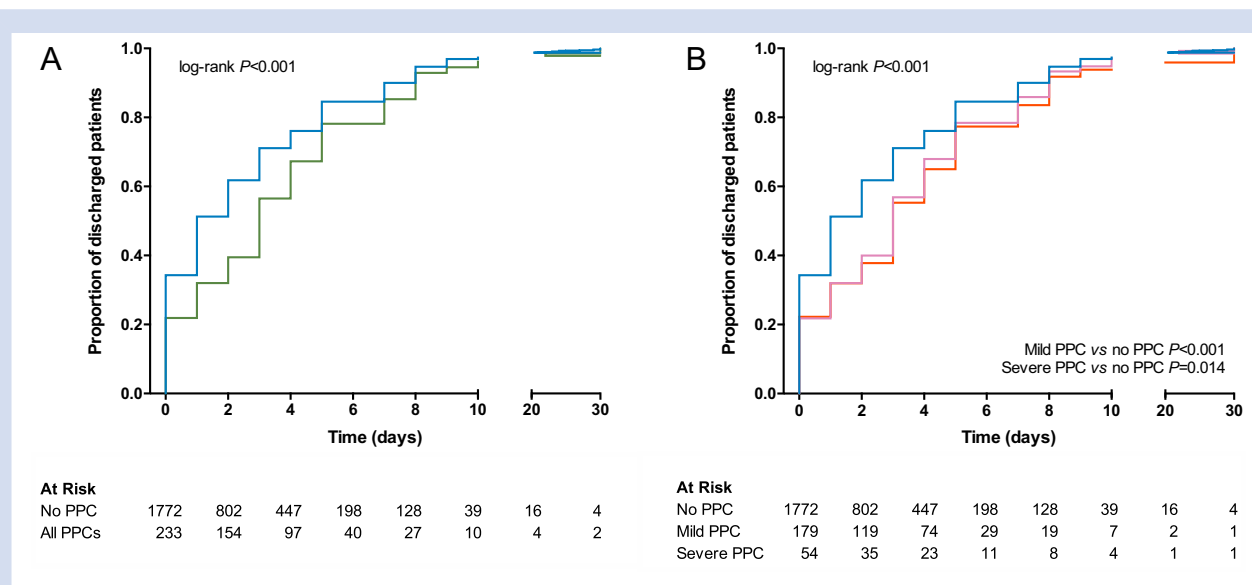 A
log-rank P<0.001
Proportion of discharged patients
1.0
0.8
0.6
0.4
0.2
0.0
0 2 4 6 8 10 20 30
Time (days)
At Risk
No PPC 1772 802 447 198 128 39 16 4
All PPCs 233 154 97 40 27 10 4 2
B
log-rank P<0.001
Proportion of discharged patients
1.0
0.8
0.6
0.4
0.2
0.0
Mild PPC vs no PPC P<0.001
Severe PPC vs no PPC P=0.014
0 2 4 6 8 10 20 30
Time (days)
At Risk
No PPC 1772 802 447 198 128 39 16 4
Mild PPC 179 119 74 29 19 7 2 1
Severe PPC 54 35 23 11 8 4 1 1